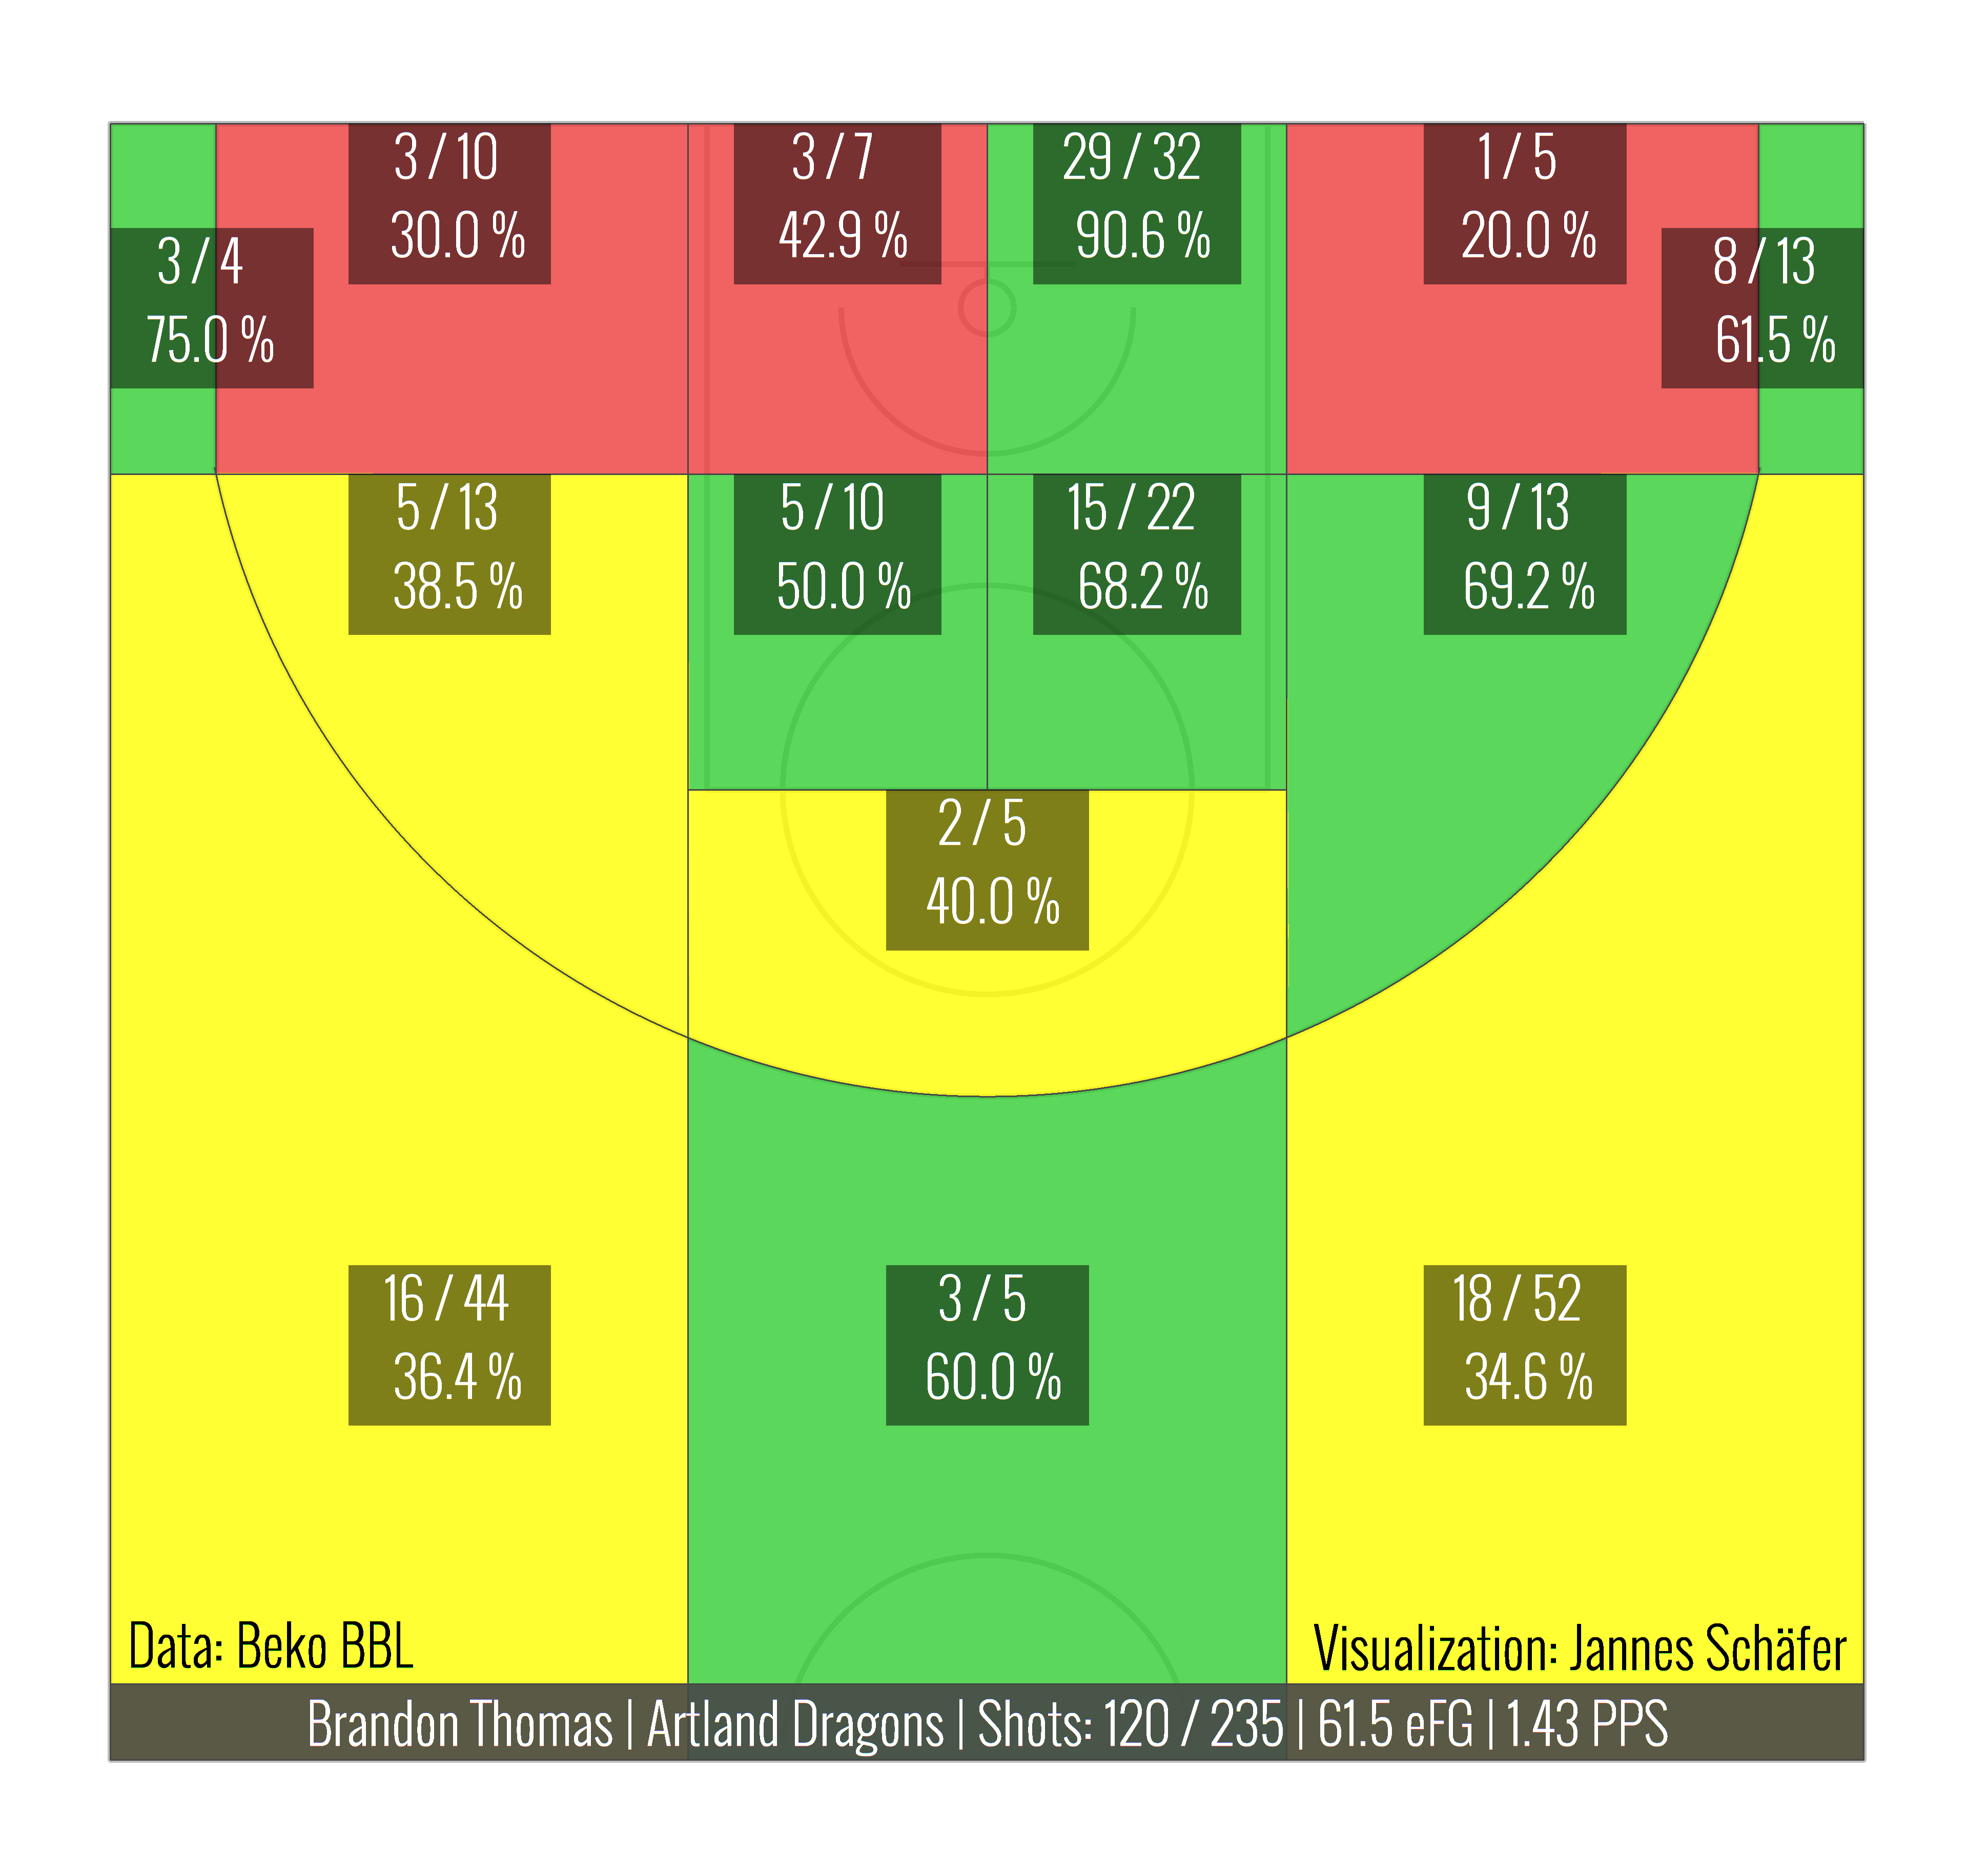 3 / 10
30.0 %
3 / 7
42.9 %
29 / 32
90.6 %
1 / 5
20.0 %
3 / 4
75.0 %
8 / 13
61.5 %
5 / 13
38.5 %
5 / 10
50.0 %
15 / 22
68.2 %
9 / 13
69.2 %
2 / 5
40.0 %
16 / 44
36.4 %
3 / 5
60.0 %
18 / 52
34.6 %
Data: Beko BBL
Visualization: Jannes Schäfer
Brandon Thomas | Artland Dragons | Shots: 120 / 235 | 61.5 eFG | 1.43 PPS